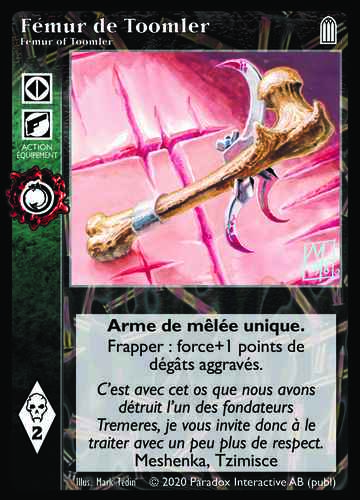 Fémur de Toomler
Femur of Toomler
ACTION
ÉQUIPEMENT
Arme de mêlée unique.
Frapper : force+1 points de
dégâts aggravés.
C'est avec cet os que nous avons
détruit l'un des fondateurs
Tremeres, je vous invite donc à le
traiter avec un peu plus de respect.
Meshenka, Tzimisce
2
Illus: Mark Tedin © 2020 Paradox Interactive AB (publ)